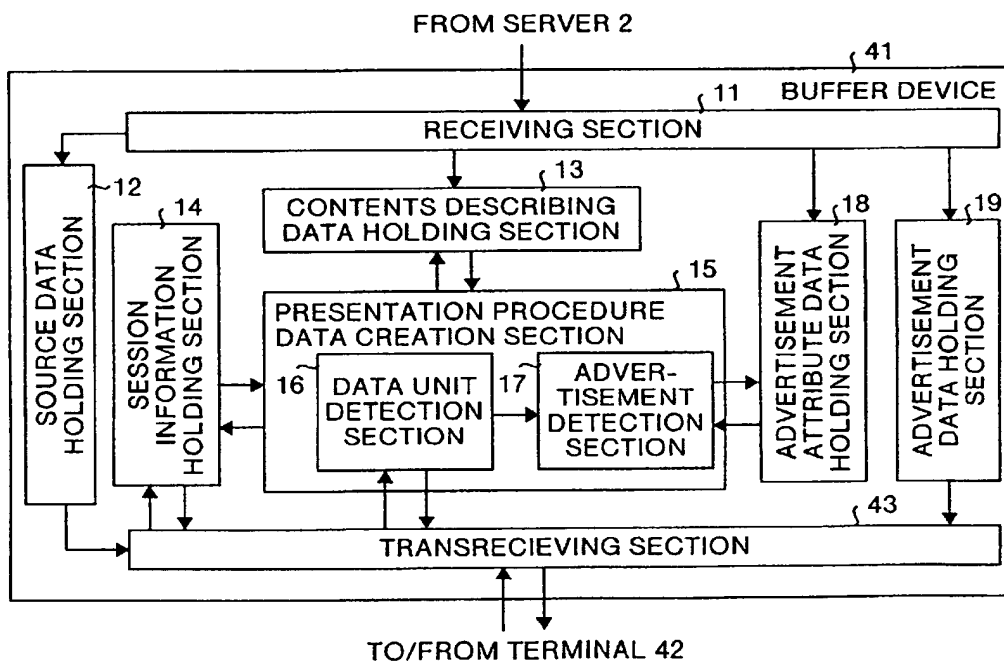 FROM SERVER 2
41
BUFFER DEVICE
11
RECEIVING SECTION
12
SOURCE DATA
HOLDING SECTION
14
SESSION
INFORMATION
HOLDING SECTION
13
CONTENTS DESCRIBING
DATA HOLDING SECTION
15
PRESENTATION PROCEDURE
DATA CREATION SECTION
16
DATA UNIT
DETECTION
SECTION
17
ADVER-
TISEMENT
DETECTION
SECTION
18
ADVERTISEMENT
ATTRIBUTE DATA
HOLDING SECTION
19
ADVERTISEMENT
DATA HOLDING
SECTION
43
TRANSRECIEVING SECTION
TO/FROM TERMINAL 42